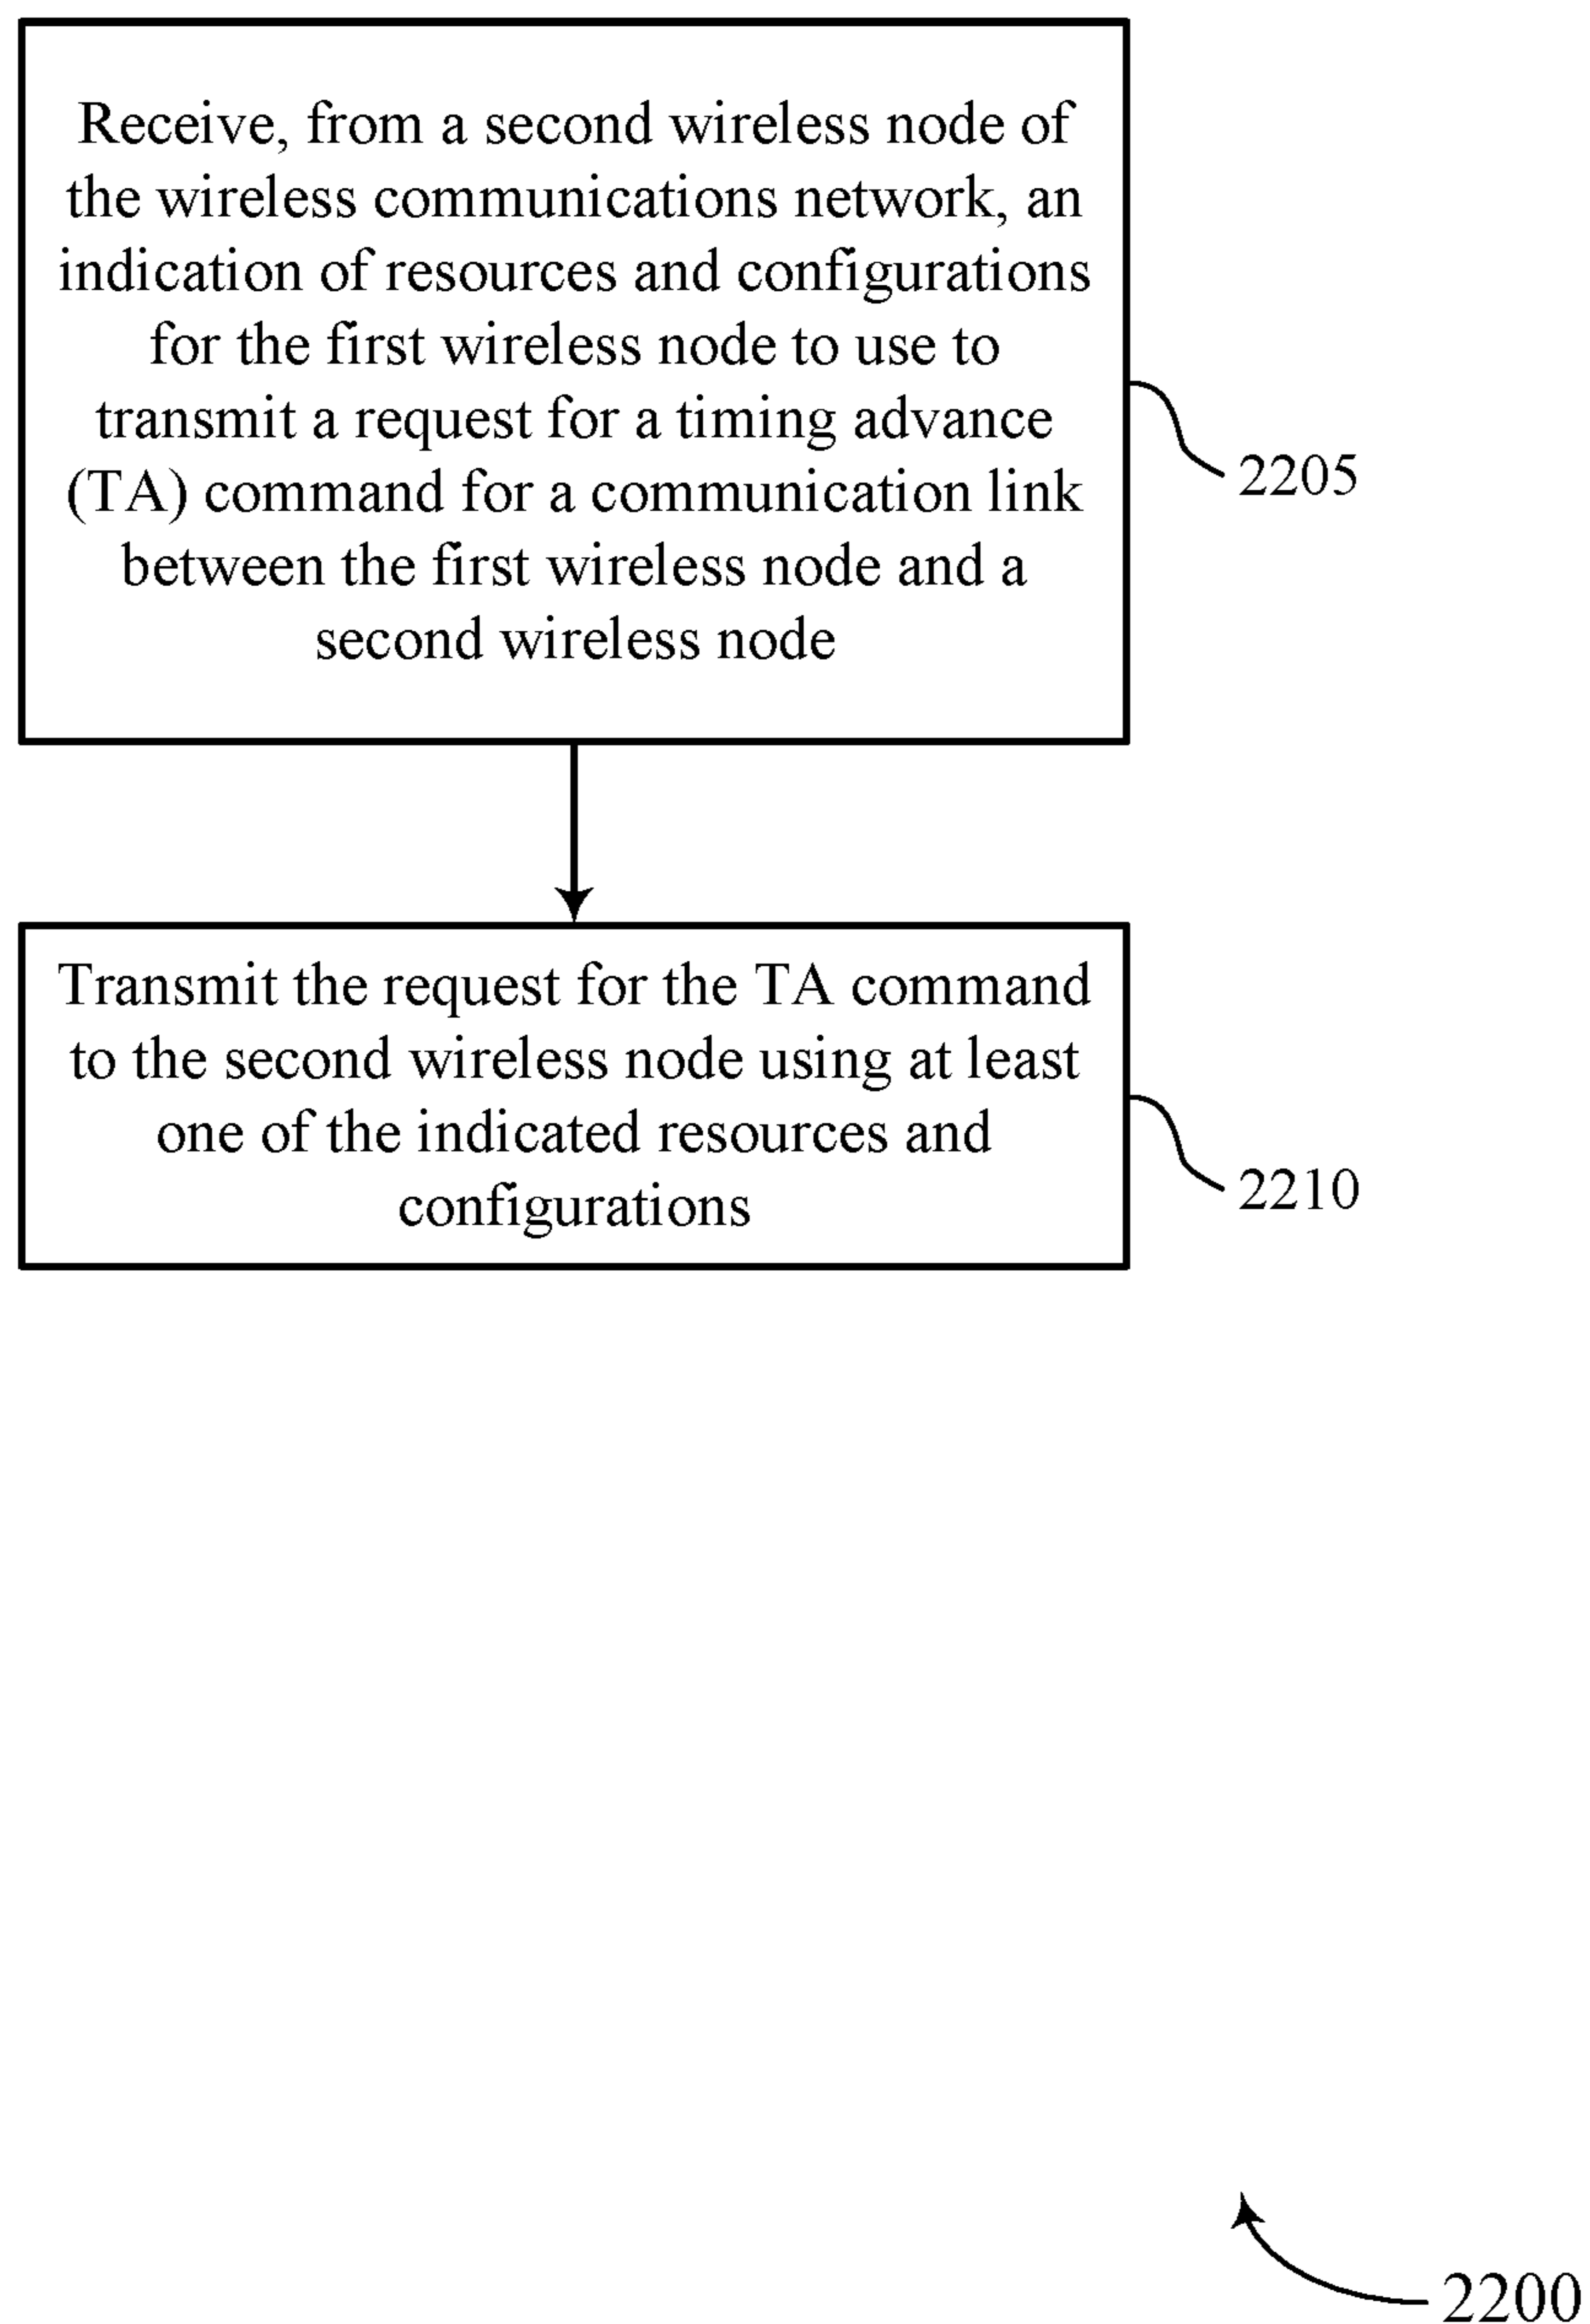 Receive, from a second wireless node of
the wireless communications network, an
indication of resources and configurations
for the first wireless node to use to
transmit a request for a timing advance
(TA) command for a communication link
between the first wireless node and a
second wireless node
2205
Transmit the request for the TA command
to the second wireless node using at least
one of the indicated resources and
configurations
2210
2200